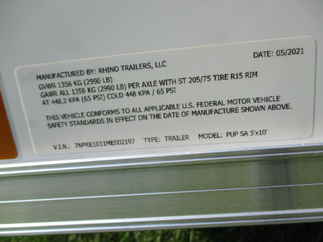 MANUFACTURED BY: RHINO TRAILERS, LLC
DATE: 05/2021
GVWR 1356 KG (2990 LB)
GAWR ALL 1356 KG (2990 LB) PER AXLE WITH ST 205/75 TIRE R15 RIM
AT 448.2 KPA (65 PSI) COLD 448 KPA / 65 PSI
THIS VEHICLE CONFORMS TO ALL APPLICABLE U.S. FEDERAL MOTOR VEHICLE
SAFETY STANDARDS IN EFFECT ON THE DATE OF MANUFACTURE SHOWN ABOVE.
V.I.N. TYPE: TRAILER MODEL: PUP SA 5'x10'